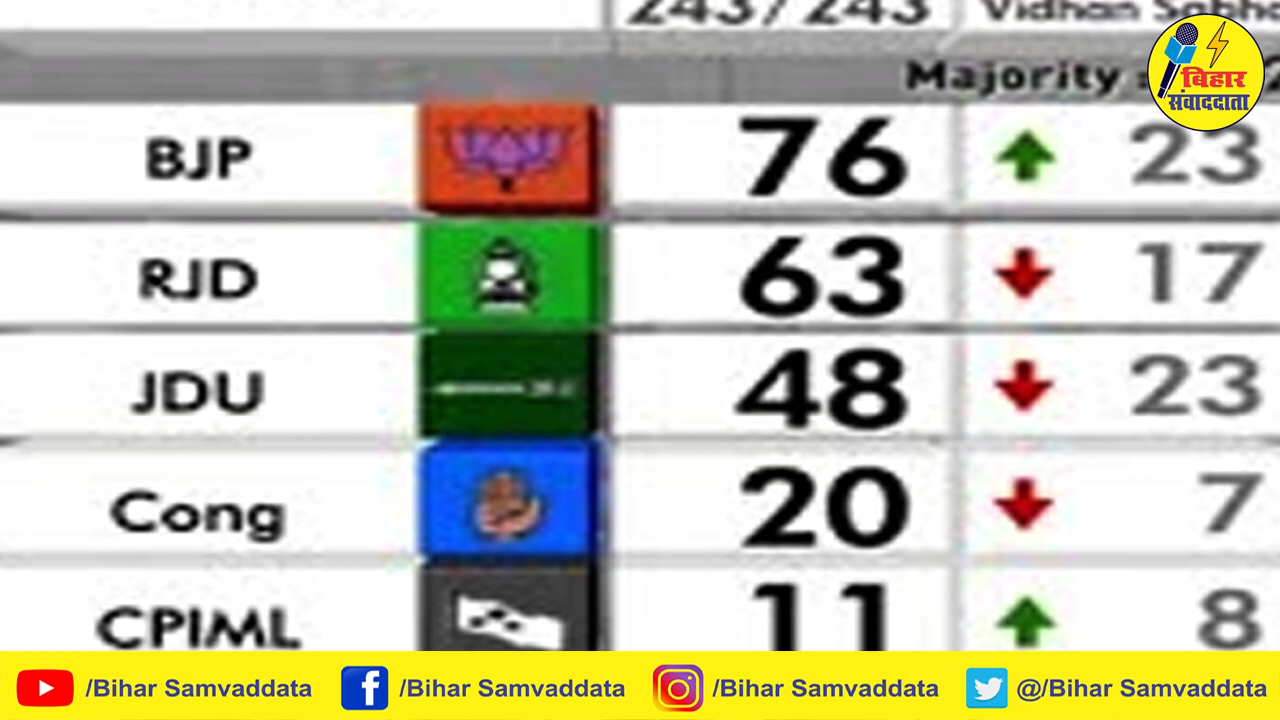 243/243 Vidhan Sabha
Majority :
बिहार
संवाददाता
BJP 76 23
RJD 63 17
JDU 48 23
Cong 20 7
CPIML 11 8
/Bihar Samvaddata /Bihar Samvaddata /Bihar Samvaddata @/Bihar Samvaddata